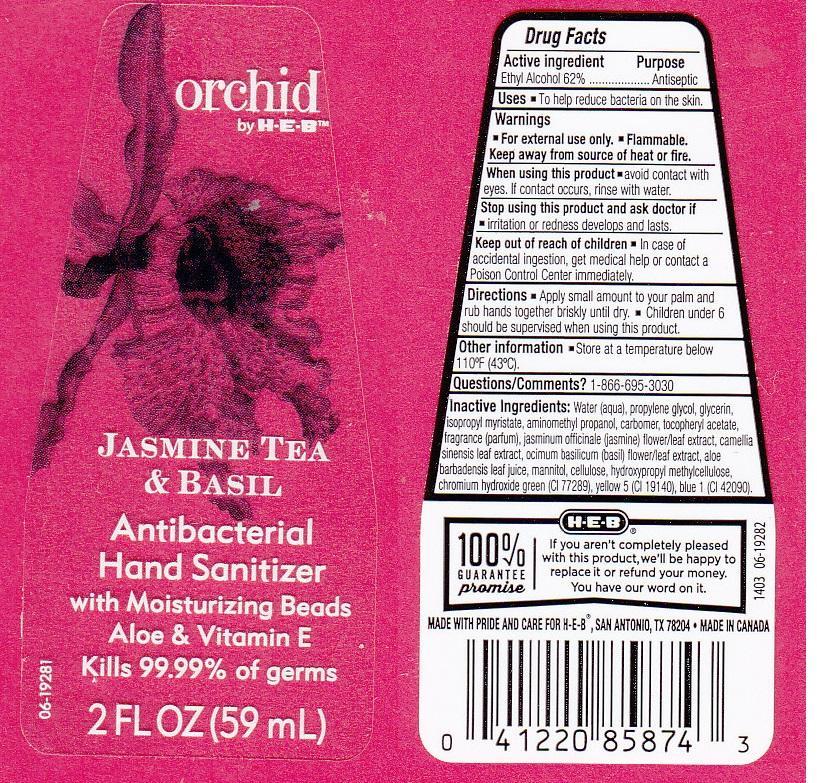 orchid
by H-E-B™
JASMINE TEA
& BASIL
Antibacterial
Hand Sanitizer
with Moisturizing Beads
Aloe & Vitamin E
Kills 99.99% of germs
2 FL OZ (59 mL)
06-19281
Drug Facts
Active ingredient Purpose
Ethyl Alcohol 62% ................... Antiseptic
Uses ▪ To help reduce bacteria on the skin.
Warnings
▪ For external use only. ▪ Flammable.
Keep away from source of heat or fire.
When using this product ▪ avoid contact with
eyes. If contact occurs, rinse with water.
Stop using this product and ask doctor if
▪ irritation or redness develops and lasts.
Keep out of reach of children ▪ In case of
accidental ingestion, get medical help or contact a
Poison Control Center immediately.
Directions ▪ Apply small amount to your palm and
rub hands together briskly until dry. ▪ Children under 6
should be supervised when using this product.
Other information ▪ Store at a temperature below
110ºF (43ºC).
Questions/Comments? 1-866-695-3030
Inactive Ingredients: Water (aqua), propylene glycol, glycerin,
isopropyl myristate, aminomethyl propanol, carbomer, tocopheryl acetate,
fragrance (parfum), jasminum officinale (jasmine) flower/leaf extract, camellia
sinensis leaf extract, ocimum basilicum (basil) flower/leaf extract, aloe
barbadensis leaf juice, mannitol, cellulose, hydroxypropyl methylcellulose,
chromium hydroxide green (CI 77289), yellow 5 (CI 19140), blue 1 (CI 42090).
H-E-B®
100%
GUARANTEE
promise
If you aren't completely pleased
with this product, we'll be happy to
replace it or refund your money.
You have our word on it.
1403 06-19282
MADE WITH PRIDE AND CARE FOR H-E-B®, SAN ANTONIO, TX 78204 • MADE IN CANADA
0 41220 85874 3